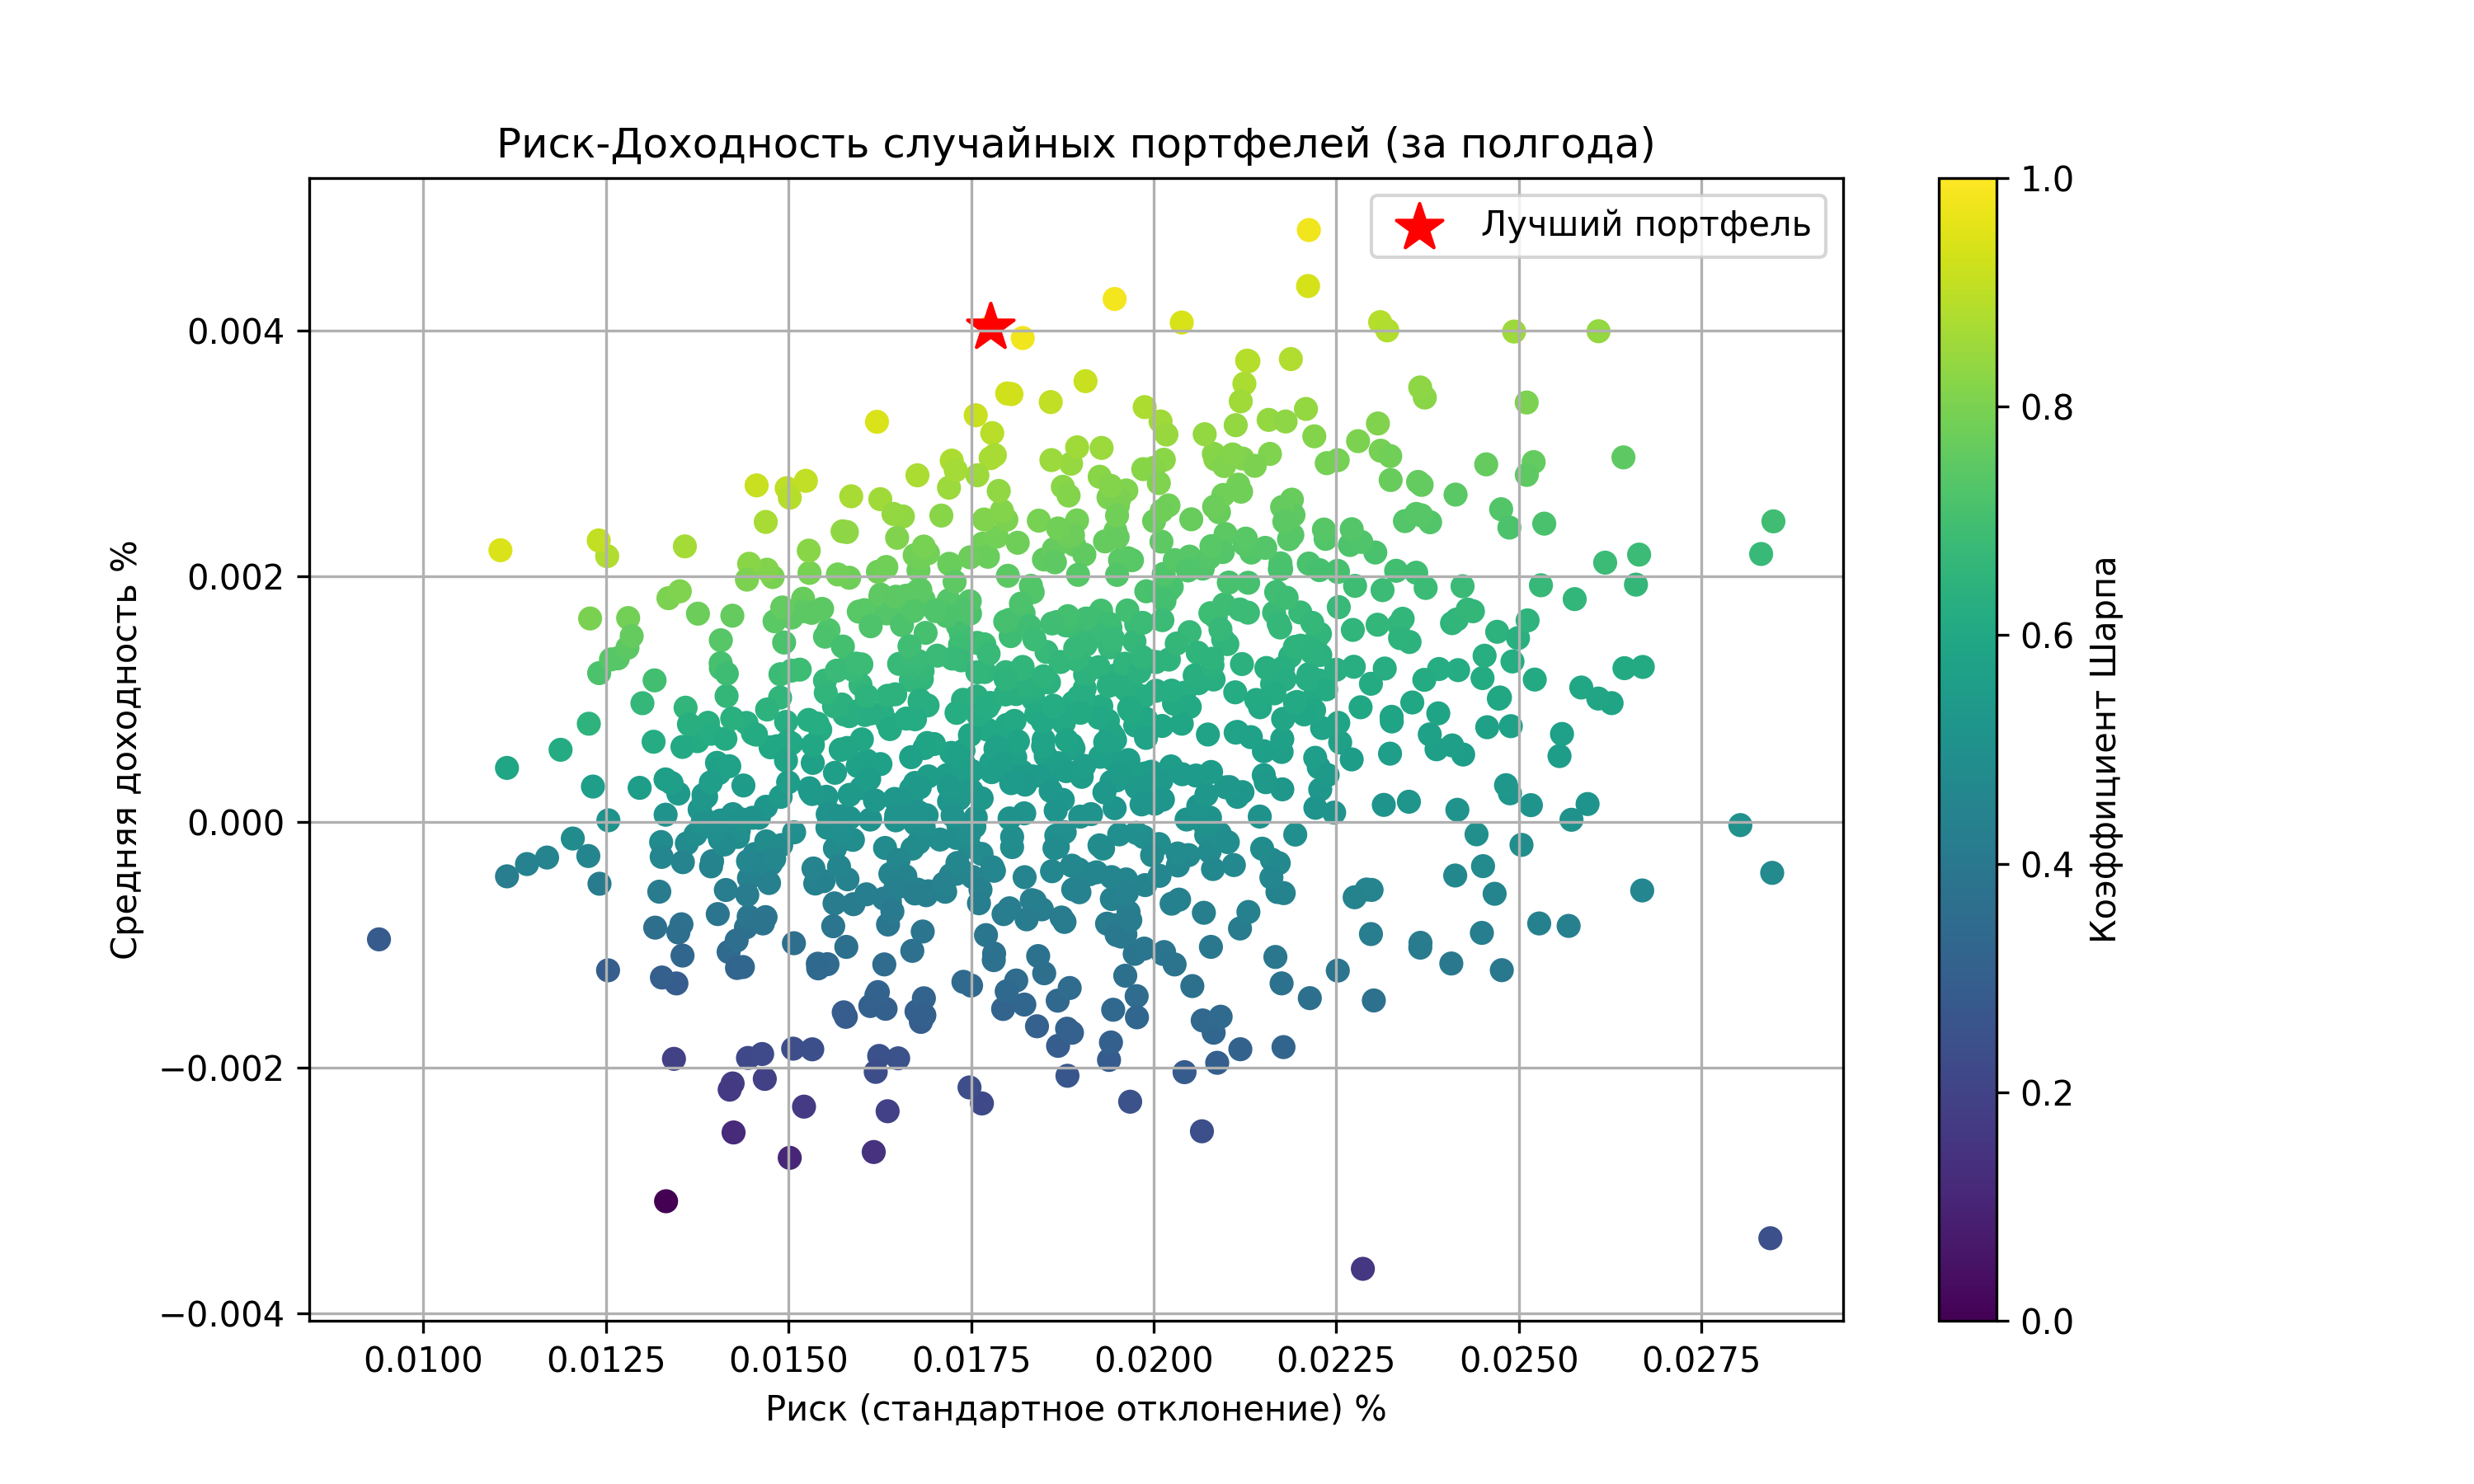 Риск-Доходность случайных портфелей (за полгода)
Лучший портфель
Средняя доходность %
0.004
0.002
0.000
−0.002
−0.004
0.0100 0.0125 0.0150 0.0175 0.0200 0.0225 0.0250 0.0275
Риск (стандартное отклонение) %
1.0
0.8
0.6
0.4
0.2
0.0
Коэффициент Шарпа